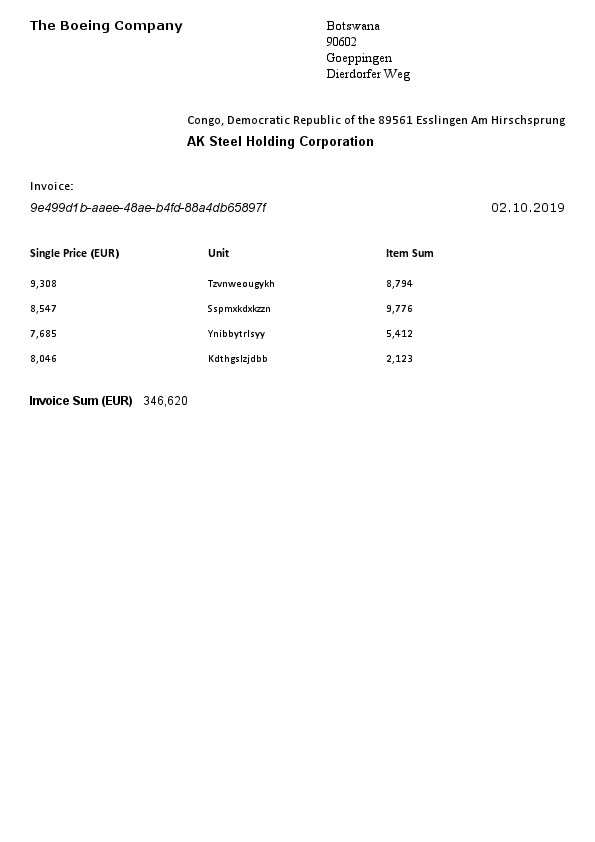 The Boeing Company
Botswana
90602
Goeppingen
Dierdorfer Weg
Congo, Democratic Republic of the 89561 Esslingen Am Hirschsprung
AK Steel Holding Corporation
Invoice:
9e499d1b-aaee-48ae-b4fd-88a4db65897f 02.10.2019
Single Price (EUR) Unit Item Sum
9,308 Tzvnweougykh 8,794
8,547 Sspmxkdxkzzn 9,776
7,685 Ynibbytrlsyy 5,412
8,046 Kdthgslzjdbb 2,123
Invoice Sum (EUR) 346,620